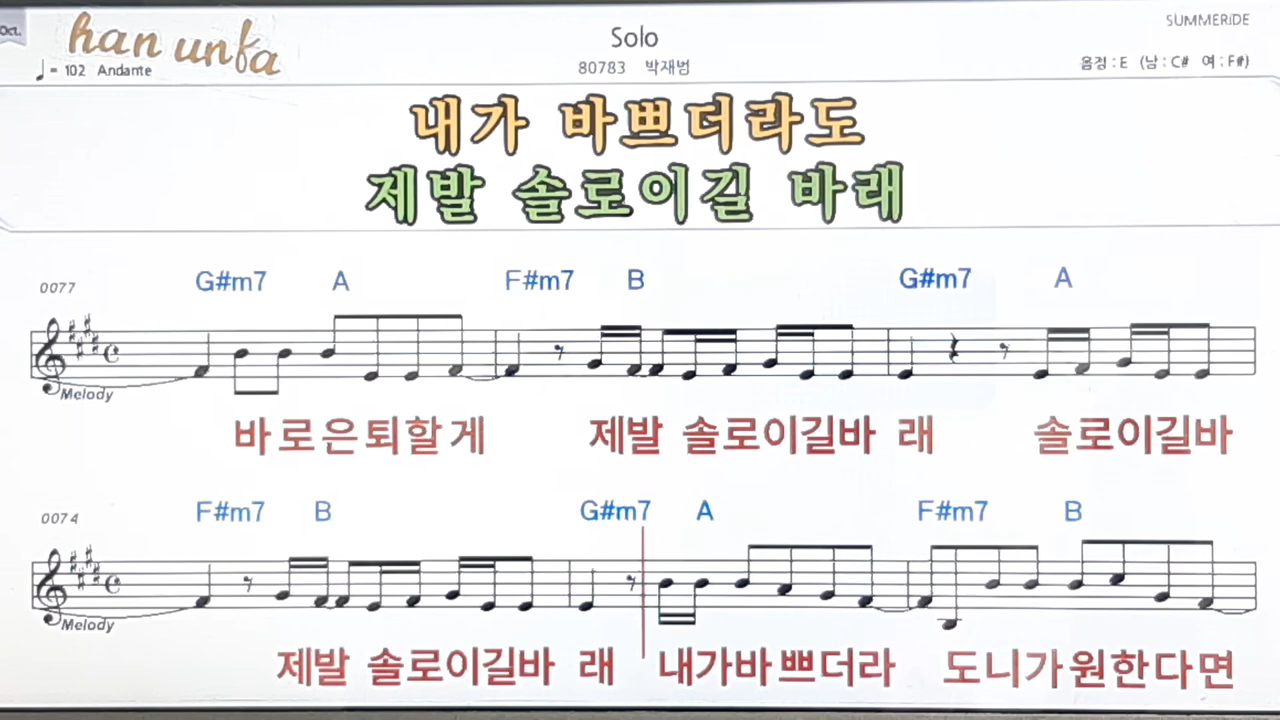 Oct.
han unfa
Solo
SUMMERiDE
♩= 102 Andante
80783 박재범
음정 : E (남 : C# 여 : F#)
내가 바쁘더라도
제발 솔로이길 바래
0077
G#m7 A F#m7 B G#m7 A
Melody
바로은퇴할게 제발 솔로이길바 래 솔로이길바
0074
F#m7 B G#m7 A F#m7 B
Melody
제발 솔로이길바 래 내가바쁘더라 도니가원한다면